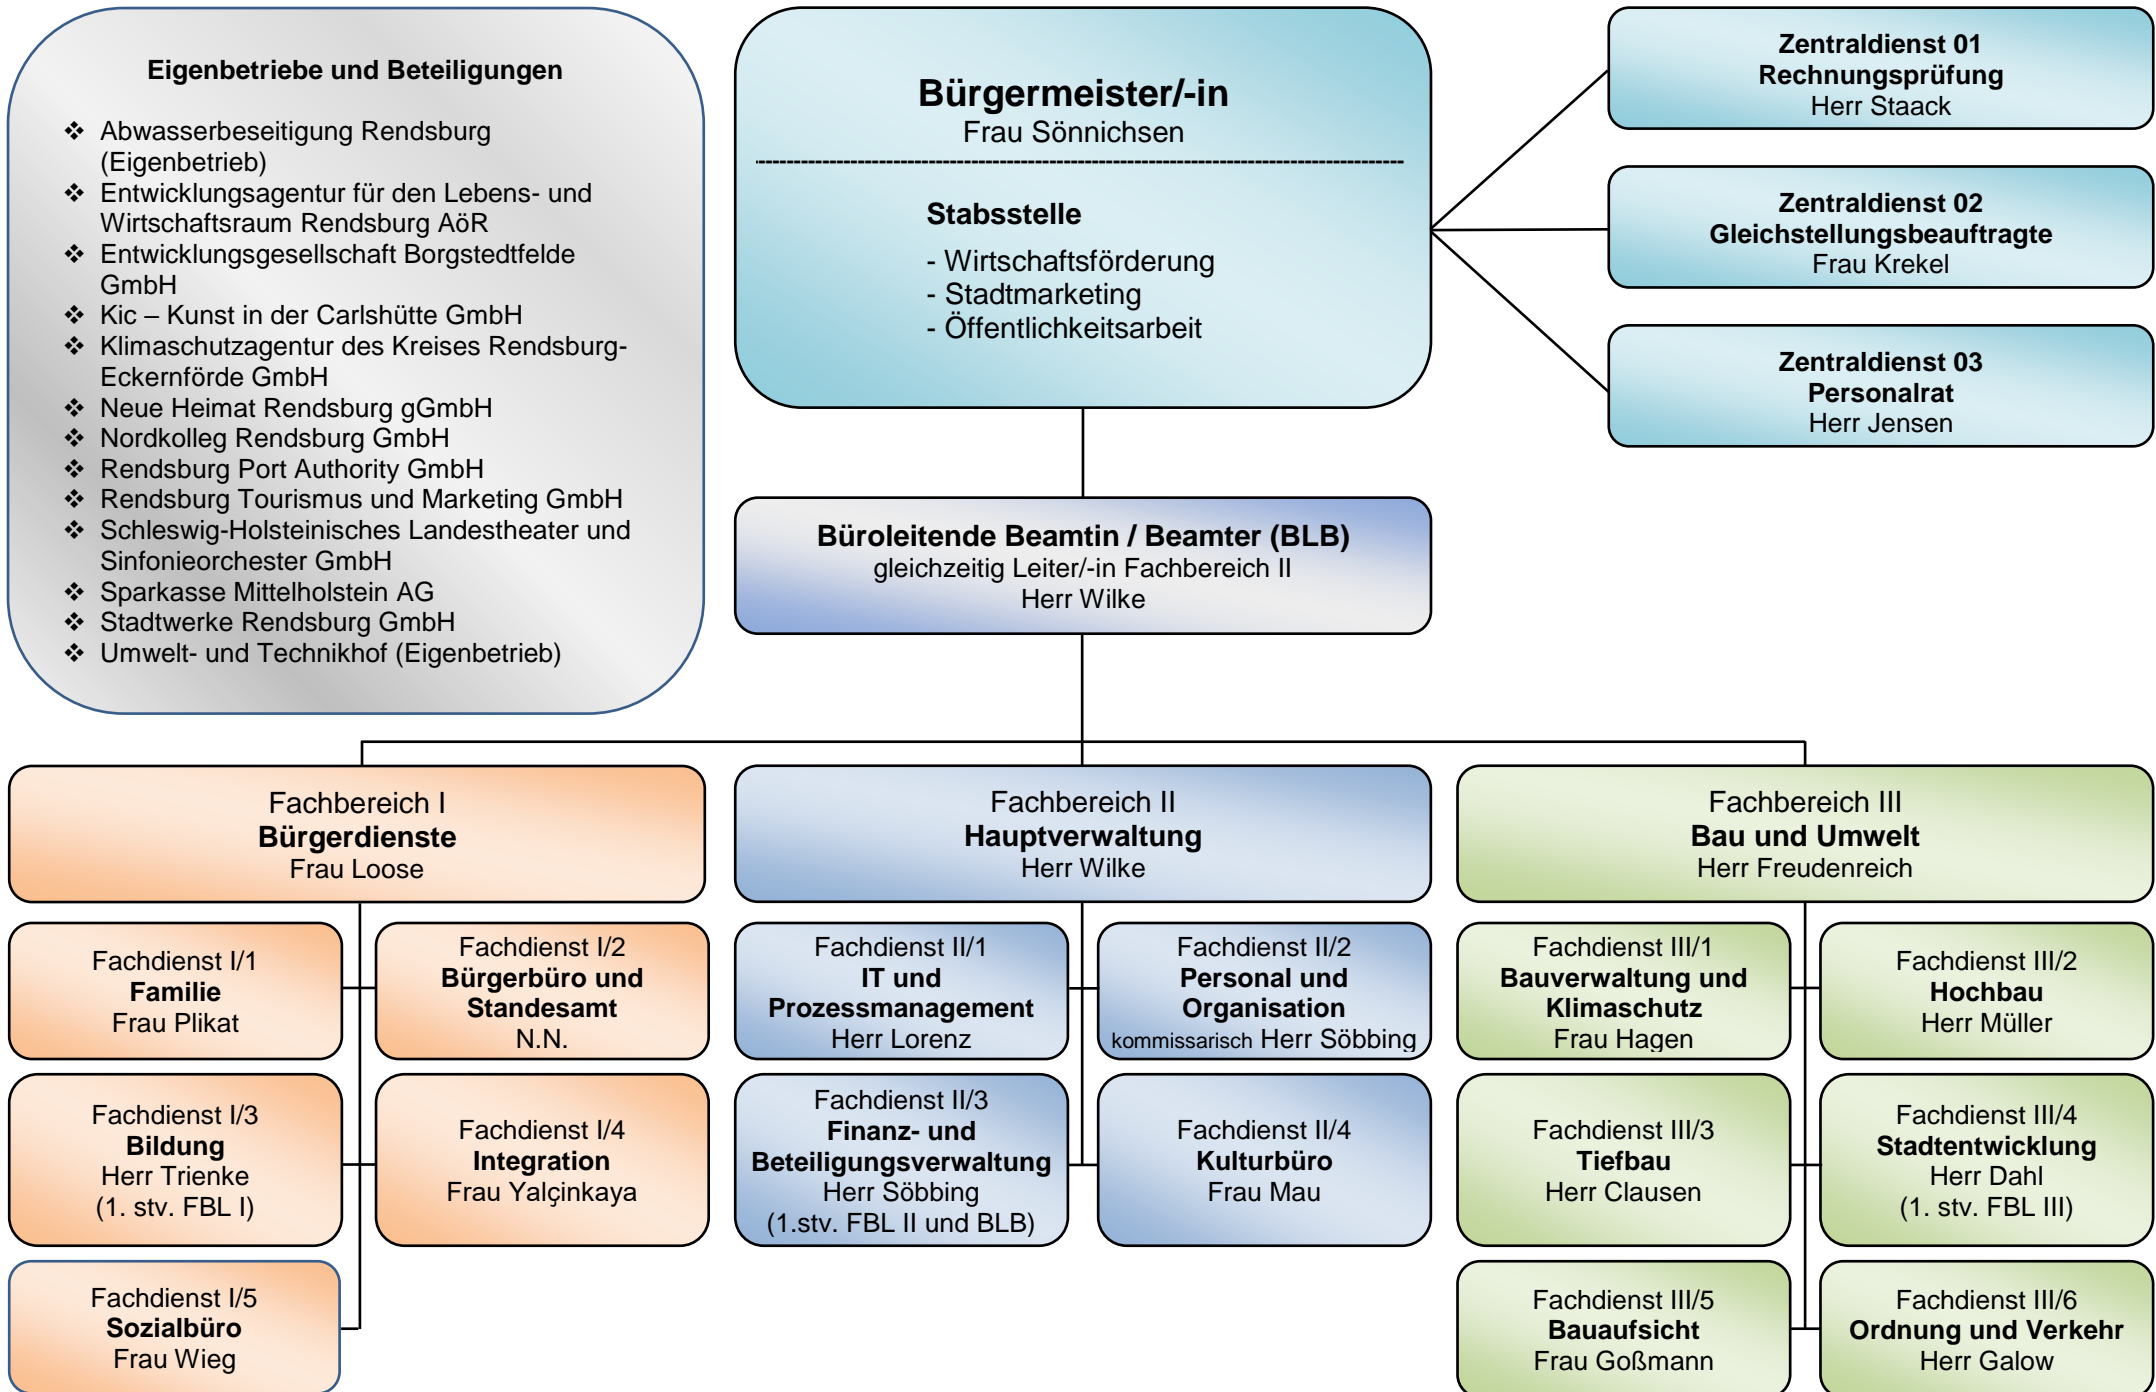 Eigenbetriebe und Beteiligungen
❖ Abwasserbeseitigung Rendsburg
(Eigenbetrieb)
❖ Entwicklungsagentur für den Lebens- und
Wirtschaftsraum Rendsburg AöR
❖ Entwicklungsgesellschaft Borgstedtfelde
GmbH
❖ Kic – Kunst in der Carlshütte GmbH
❖ Klimaschutzagentur des Kreises Rendsburg-
Eckernförde GmbH
❖ Neue Heimat Rendsburg gGmbH
❖ Nordkolleg Rendsburg GmbH
❖ Rendsburg Port Authority GmbH
❖ Rendsburg Tourismus und Marketing GmbH
❖ Schleswig-Holsteinisches Landestheater und
Sinfonieorchester GmbH
❖ Sparkasse Mittelholstein AG
❖ Stadtwerke Rendsburg GmbH
❖ Umwelt- und Technikhof (Eigenbetrieb)
Bürgermeister/-in
Frau Sönnichsen
Stabsstelle
- Wirtschaftsförderung
- Stadtmarketing
- Öffentlichkeitsarbeit
Zentraldienst 01
Rechnungsprüfung
Herr Staack
Zentraldienst 02
Gleichstellungsbeauftragte
Frau Krekel
Zentraldienst 03
Personalrat
Herr Jensen
Büroleitende Beamtin / Beamter (BLB)
gleichzeitig Leiter/-in Fachbereich II
Herr Wilke
Fachbereich I
Bürgerdienste
Frau Loose
Fachbereich II
Hauptverwaltung
Herr Wilke
Fachbereich III
Bau und Umwelt
Herr Freudenreich
Fachdienst I/1
Familie
Frau Plikat
Fachdienst I/2
Bürgerbüro und
Standesamt
N.N.
Fachdienst II/1
IT und
Prozessmanagement
Herr Lorenz
Fachdienst II/2
Personal und
Organisation
kommissarisch Herr Söbbing
Fachdienst III/1
Bauverwaltung und
Klimaschutz
Frau Hagen
Fachdienst III/2
Hochbau
Herr Müller
Fachdienst I/3
Bildung
Herr Trienke
(1. stv. FBL I)
Fachdienst I/4
Integration
Frau Yalçinkaya
Fachdienst II/3
Finanz- und
Beteiligungsverwaltung
Herr Söbbing
(1.stv. FBL II und BLB)
Fachdienst II/4
Kulturbüro
Frau Mau
Fachdienst III/3
Tiefbau
Herr Clausen
Fachdienst III/4
Stadtentwicklung
Herr Dahl
(1. stv. FBL III)
Fachdienst I/5
Sozialbüro
Frau Wieg
Fachdienst III/5
Bauaufsicht
Frau Goßmann
Fachdienst III/6
Ordnung und Verkehr
Herr Galow